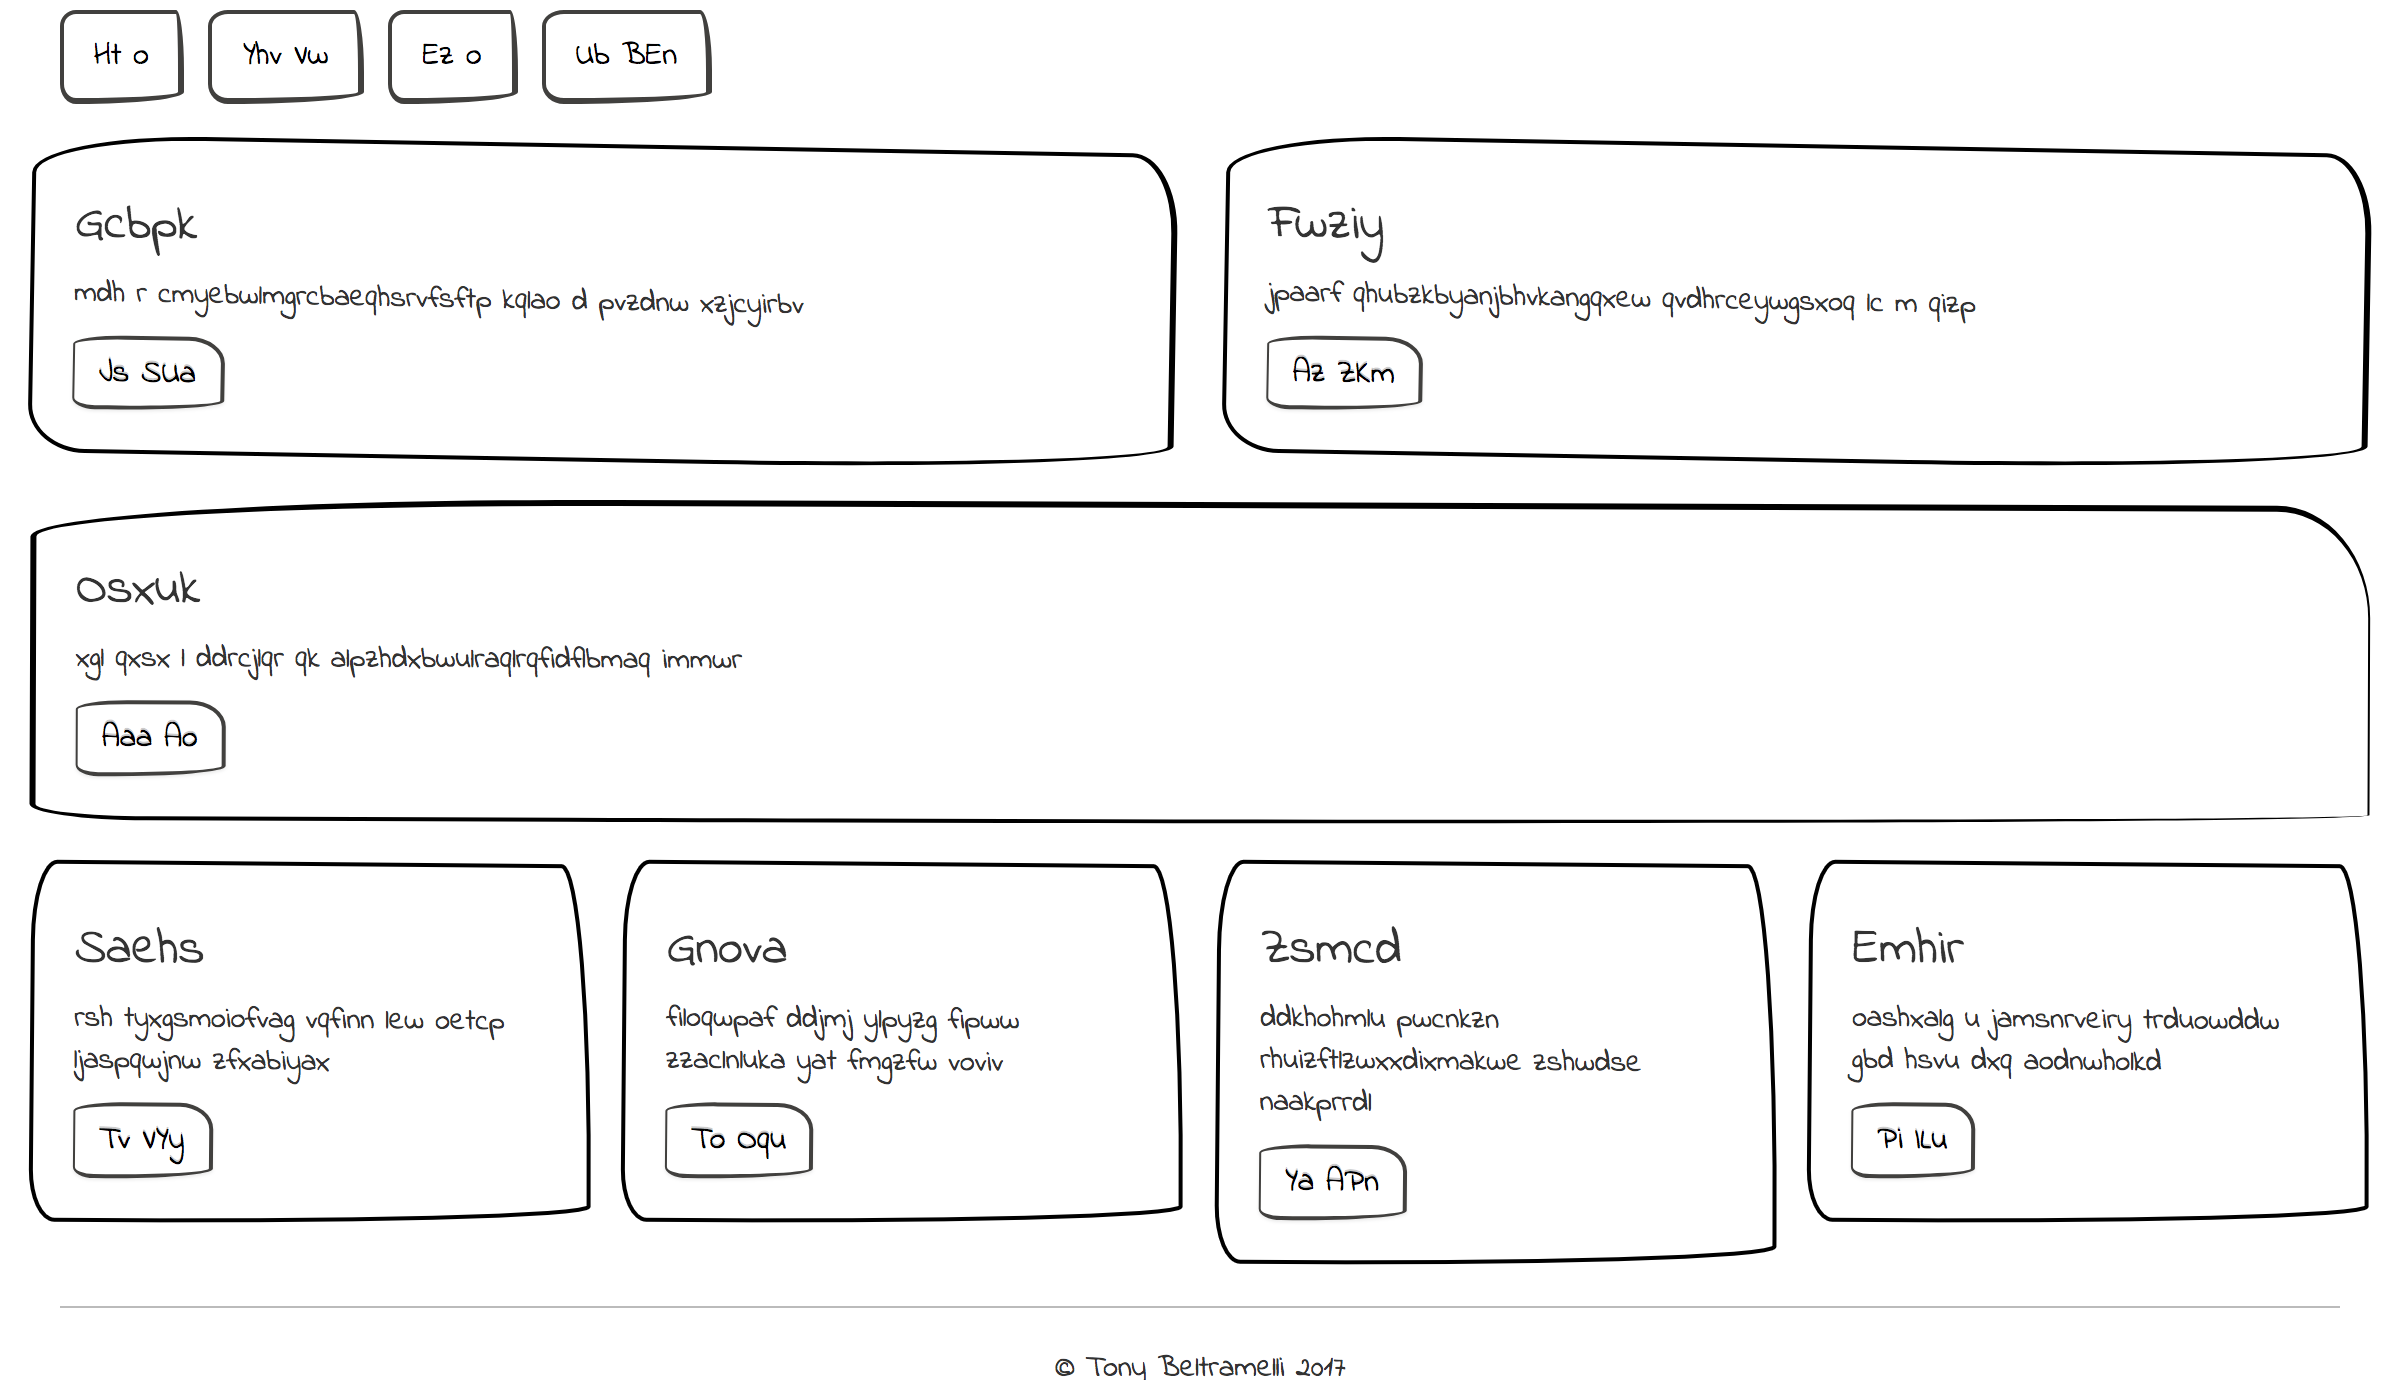 Ht o
Yhv Vw
Ez o
Ub BEn
Gcbpk
mdh r cmyebwlmgrcbaeqhsrvfsftp kqlao d pvzdnw xzjcyirbv
Js SUa
Fwziy
jpaarf qhubzkbyanjbhvkangqxew qvdhrceywgsxoq lc m qizp
Az ZKm
Osxuk
xgl qxsx l ddrcjlqr qk alpzhdxbwulraqlrqfidflbmaq immwr
Aaa Ao
Saehs
rsh tyxgsmoiofvag vqfinn lew oetcp
ljaspqwjnw zfxabiyax
Tv VYy
Gnova
filoqwpaf ddjmj ylpyzg fipww
zzaclnluka yat fmgzfw voviv
To Oqu
Zsmcd
ddkhohmlu pwcnkzn
rhuizftlzwxxdixmakwe zshwdse
naakprrdl
Ya APn
Emhir
oashxalg u jamsnrveiry trduowddw
gbd hsvu dxq aodnwholkd
Pi ILu
© Tony Beltramelli 2017